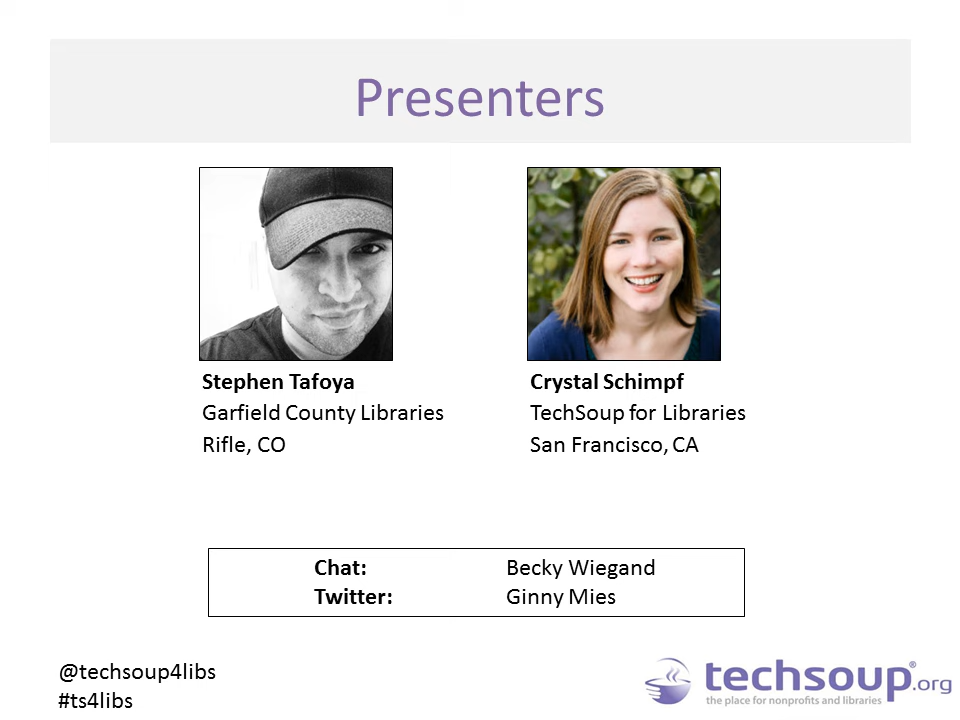 Presenters
Stephen Tafoya
Garfield County Libraries
Rifle, CO
Crystal Schimpf
TechSoup for Libraries
San Francisco, CA
Chat: Becky Wiegand
Twitter: Ginny Mies
@techsoup4libs
#ts4libs
techsoup®.org
the place for nonprofits and libraries